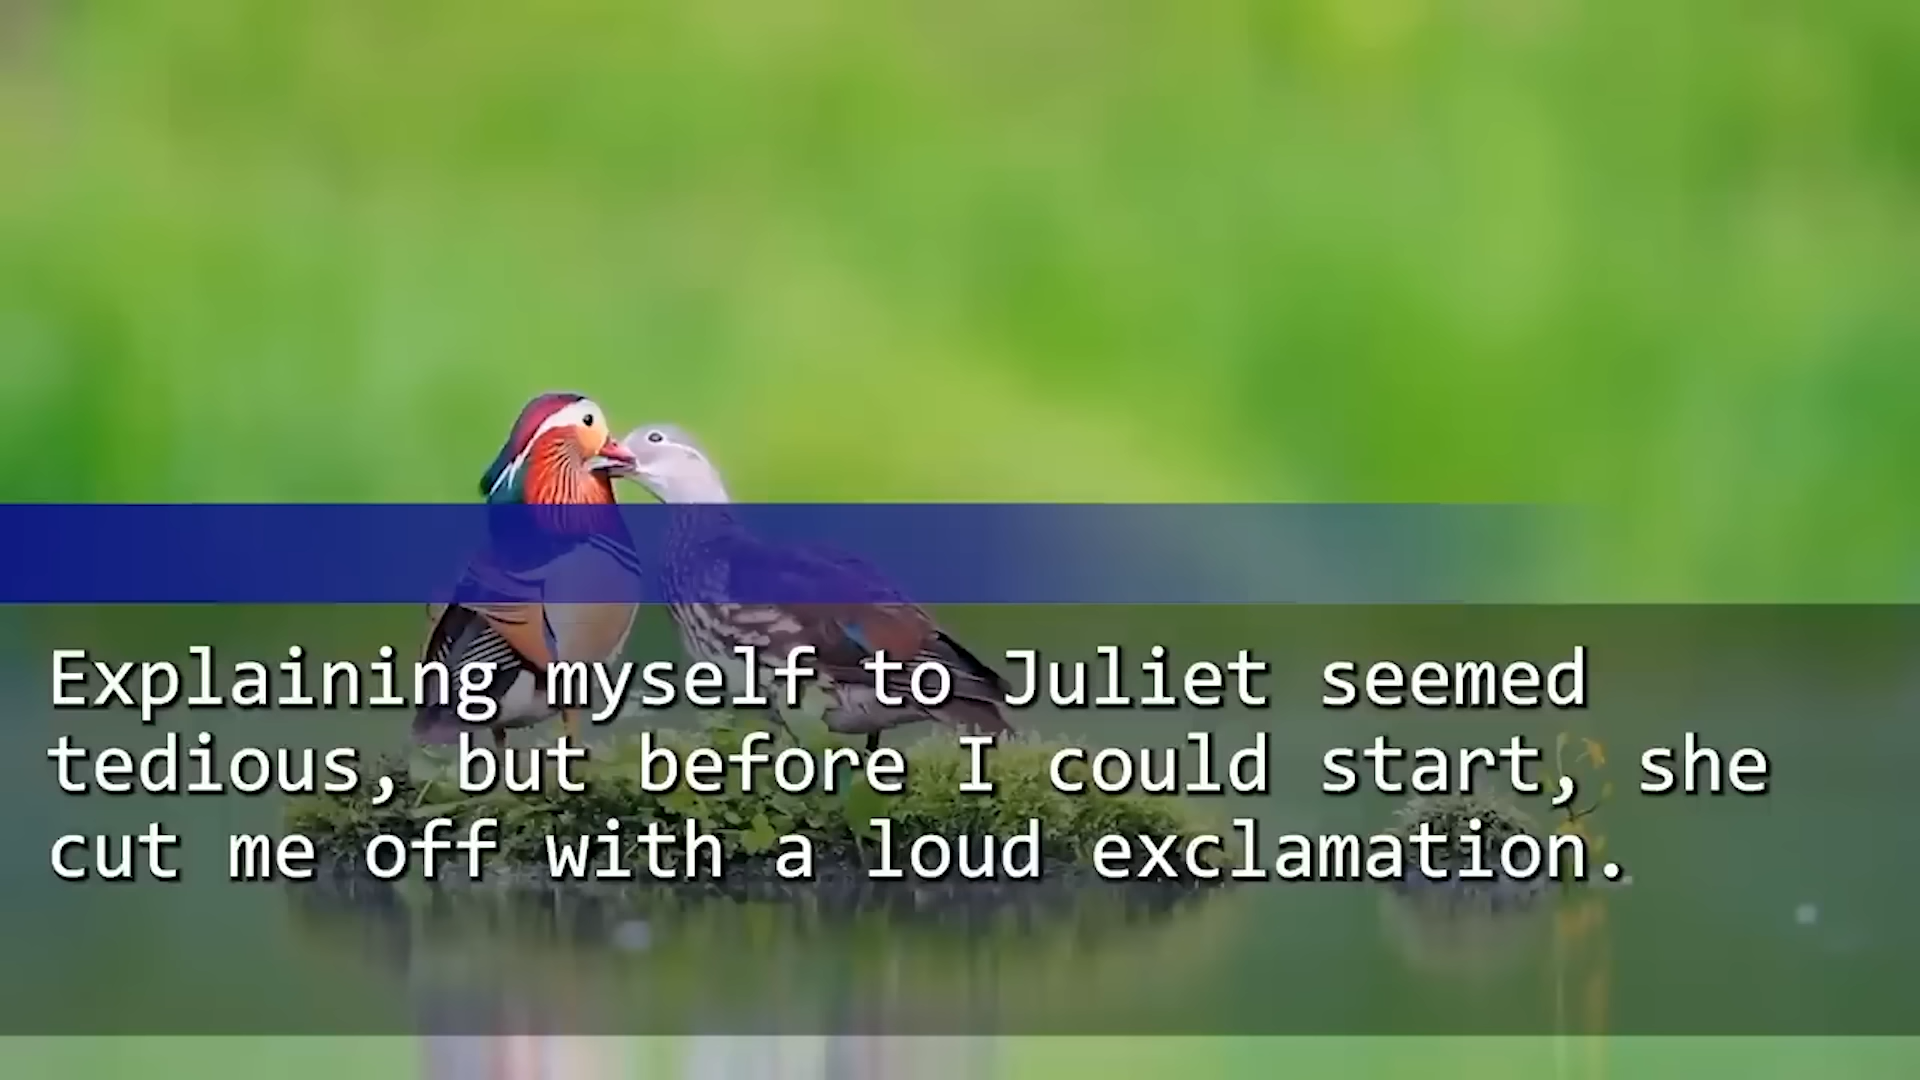 Explaining myself to Juliet seemed
tedious, but before I could start, she
cut me off with a loud exclamation.